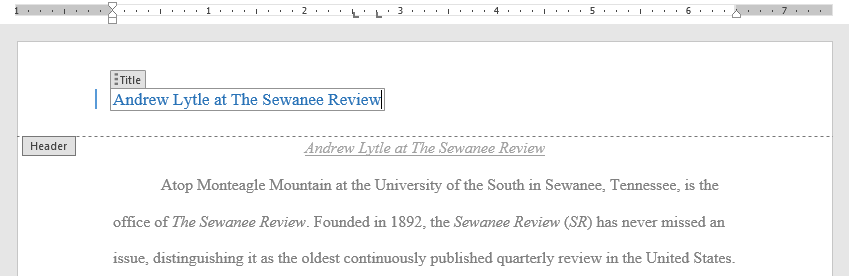 1 1 2 3 4 5 6 7
Title
Andrew Lytle at The Sewanee Review
Header
Andrew Lytle at The Sewanee Review
Atop Monteagle Mountain at the University of the South in Sewanee, Tennessee, is the
office of The Sewanee Review. Founded in 1892, the Sewanee Review (SR) has never missed an
issue, distinguishing it as the oldest continuously published quarterly review in the United States.